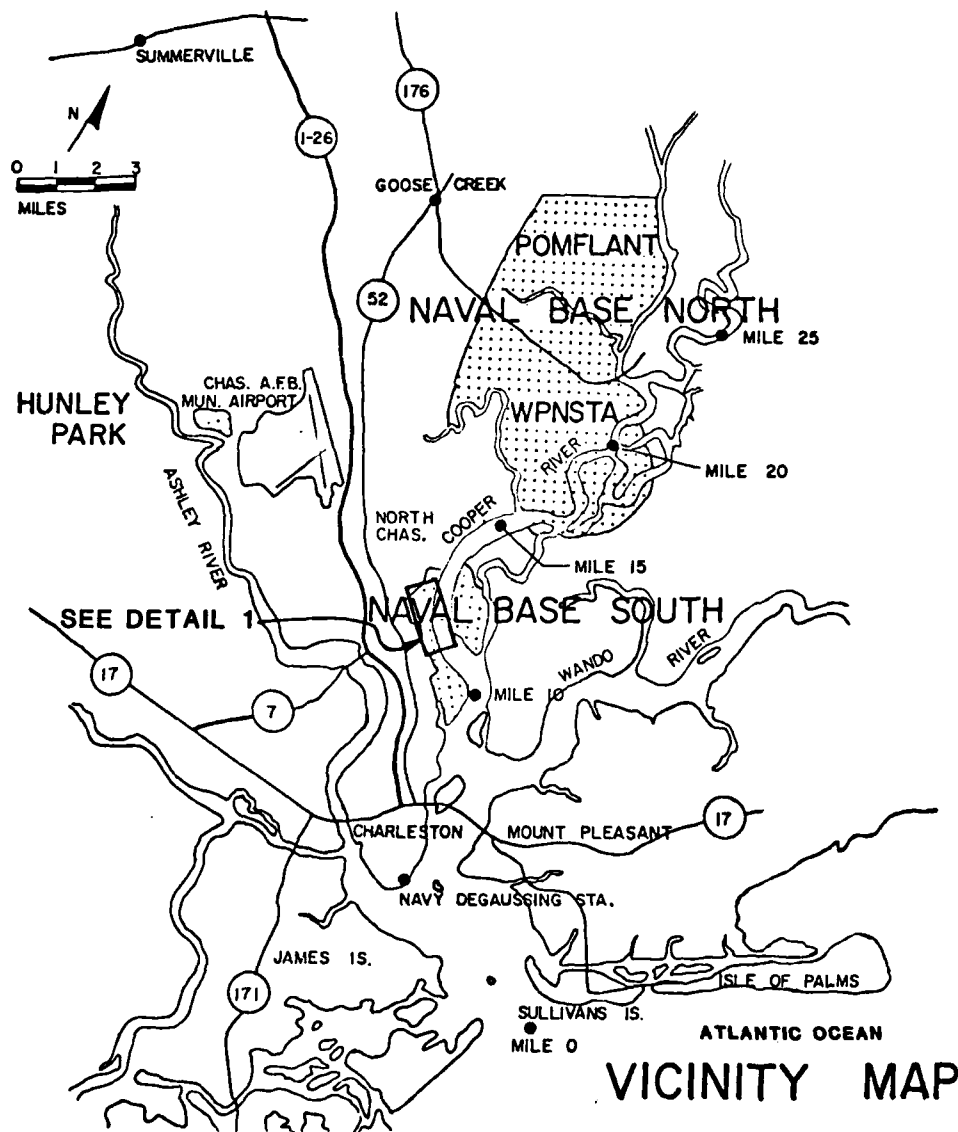 SUMMERVILLE
N
0 1 2 3
MILES
I-26
176
GOOSE CREEK
POMFLANT
52
NAVAL BASE NORTH
MILE 25
CHAS. A.F.B.
MUN. AIRPORT
HUNLEY
PARK
WPNSTA
RIVER
MILE 20
ASHLEY RIVER
NORTH
CHAS.
COOPER
MILE 15
NAVAL BASE SOUTH
SEE DETAIL 1
WANDO RIVER
17
7
MILE 10
17
CHARLESTON
MOUNT PLEASANT
NAVY DEGAUSSING STA.
JAMES IS.
171
ISLE OF PALMS
SULLIVANS IS.
MILE 0
ATLANTIC OCEAN
VICINITY MAP